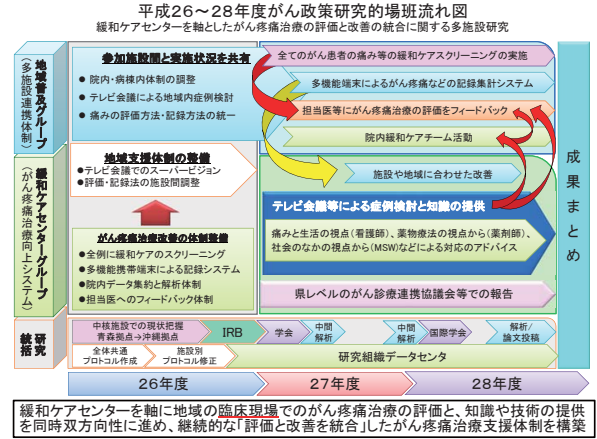 平成26～28年度がん政策研究的場班流れ図
緩和ケアセンターを軸としたがん疼痛治療の評価と改善の統合に関する多施設研究
地域普及グループ
（多施設連携体制）
参加施設間と実施状況を共有
● 院内・病棟内体制の調整
● テレビ会議による地域内症例検討
● 痛みの評価方法・記録方法の統一
全てのがん患者の痛み等の緩和ケアスクリーニングの実施
多機能端末によるがん疼痛などの記録集計システム
担当医等にがん疼痛治療の評価をフィードバック
院内緩和ケアチーム活動
緩和ケアセンターグループ
（がん疼痛治療向上システム）
地域支援体制の整備
●テレビ会議でのスーパービジョン
●評価・記録法の施設間調整
がん疼痛治療改善の体制整備
● 全例に緩和ケアのスクリーニング
● 多機能携帯端末による記録システム
● 院内データ集約と解析体制
● 担当医へのフィードバック体制
施設や地域に合わせた改善
テレビ会議等による症例検討と知識の提供
痛みと生活の視点（看護師）、薬物療法の視点から（薬剤師）、
社会のなかの視点から（MSW）などによる対応のアドバイス
県レベルのがん診療連携協議会等での報告
成果まとめ
研究
統括
中核施設での現状把握
青森拠点→沖縄拠点
IRB
学会
中間
解析
中間
解析
国際学会
解析/
論文投稿
全体共通
プロトコル作成
施設別
プロトコル修正
研究組織データセンタ
26年度
27年度
28年度
緩和ケアセンターを軸に地域の臨床現場でのがん疼痛治療の評価と、知識や技術の提供
を同時双方向性に進め、継続的な「評価と改善を統合」したがん疼痛治療支援体制を構築